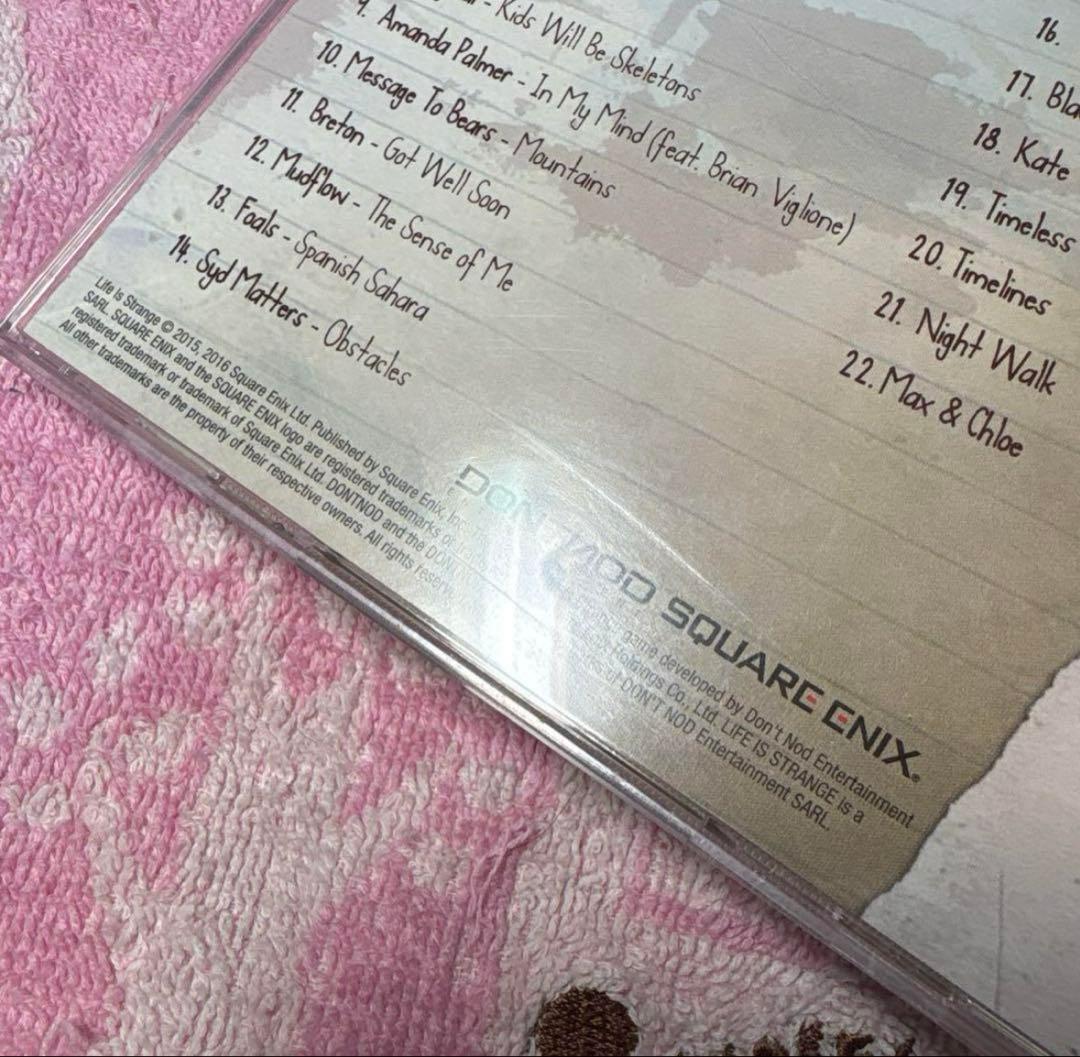 - Kids Will Be Skeletons
9. Amanda Palmer - In My Mind (feat. Brian Viglione)
10. Message To Bears - Mountains
11. Breton - Got Well Soon
12. Mudflow - The Sense of Me
13. Foals - Spanish Sahara
14. Syd Matters - Obstacles
16.
17. Bla
18. Kate
19. Timeless
20. Timelines
21. Night Walk
22. Max & Chloe
Life is Strange © 2015, 2016 Square Enix Ltd. Published by Square Enix, Inc. game developed by Don't Nod Entertainment
SARL. SQUARE ENIX and the SQUARE ENIX logo are registered trademarks of Holdings Co., Ltd. LIFE IS STRANGE is a
registered trademark or trademark of Square Enix Ltd. DONTNOD and the DON of DON'T NOD Entertainment SARL.
All other trademarks are the property of their respective owners. All rights reserv
DON NOD SQUARE ENIX